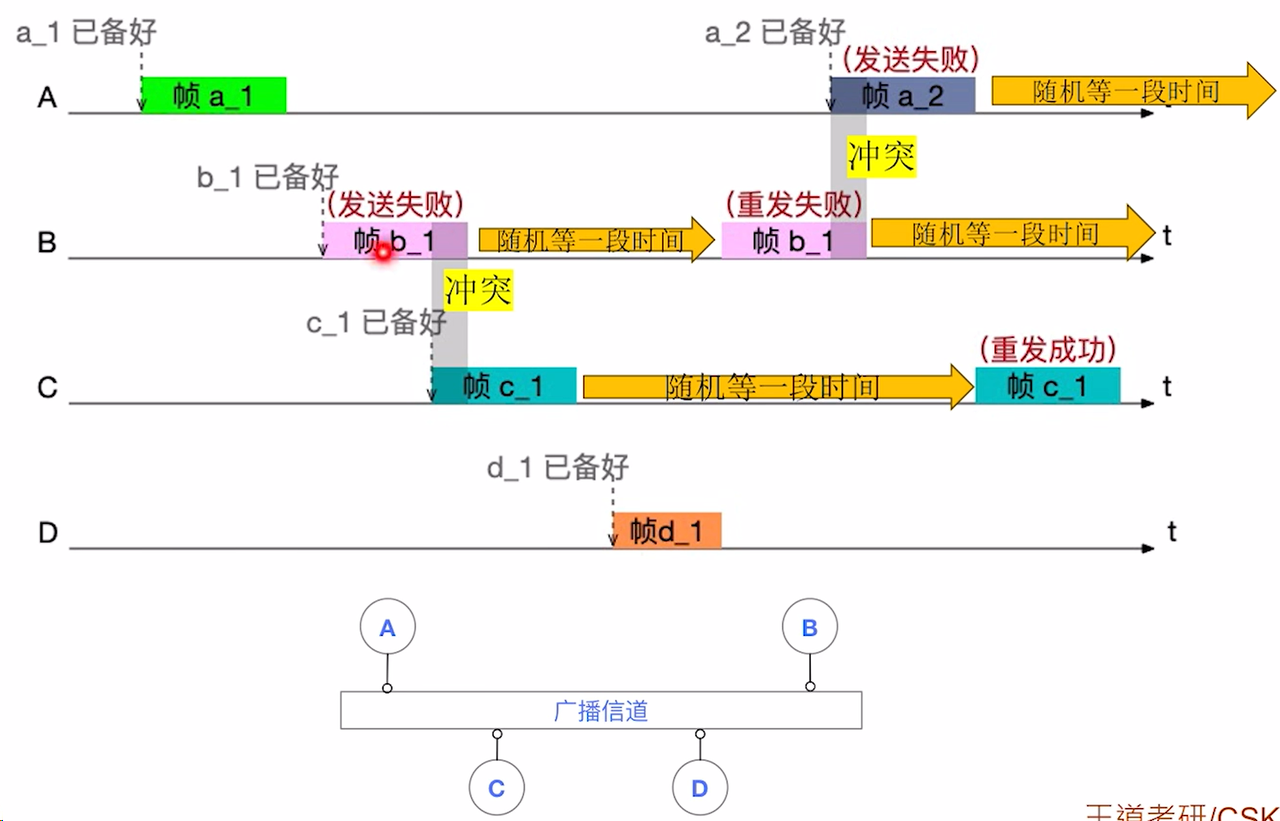 a_1 已备好
a_2 已备好
(发送失败)
A
帧 a_1
帧 a_2
随机等一段时间
冲突
b_1 已备好
(发送失败)
(重发失败)
B
帧 b_1
随机等一段时间
帧 b_1
随机等一段时间
t
冲突
c_1 已备好
(重发成功)
C
帧 c_1
随机等一段时间
帧 c_1
t
d_1 已备好
D
帧d_1
t
A
B
广播信道
C
D
王道考研/CSK